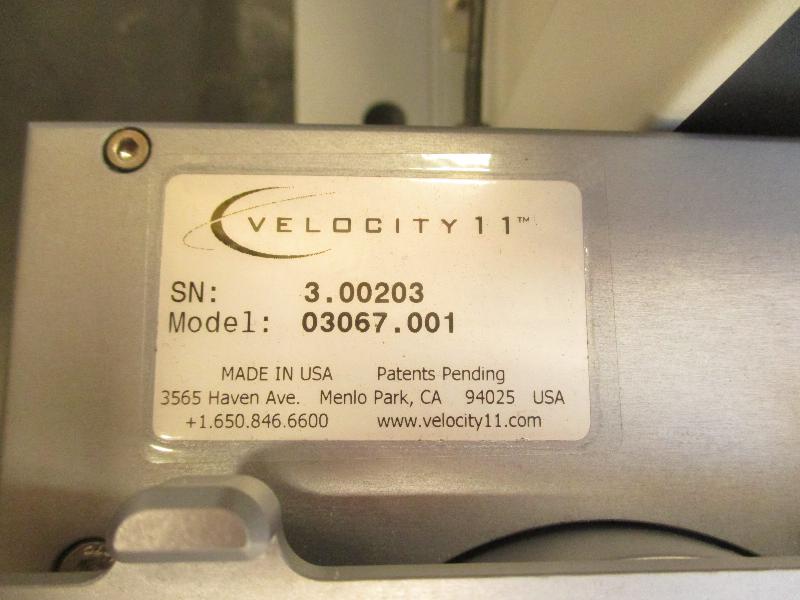 VELOCITY11™
SN: 3.00203
Model: 03067.001
MADE IN USA Patents Pending
3565 Haven Ave. Menlo Park, CA 94025 USA
+1.650.846.6600 www.velocity11.com